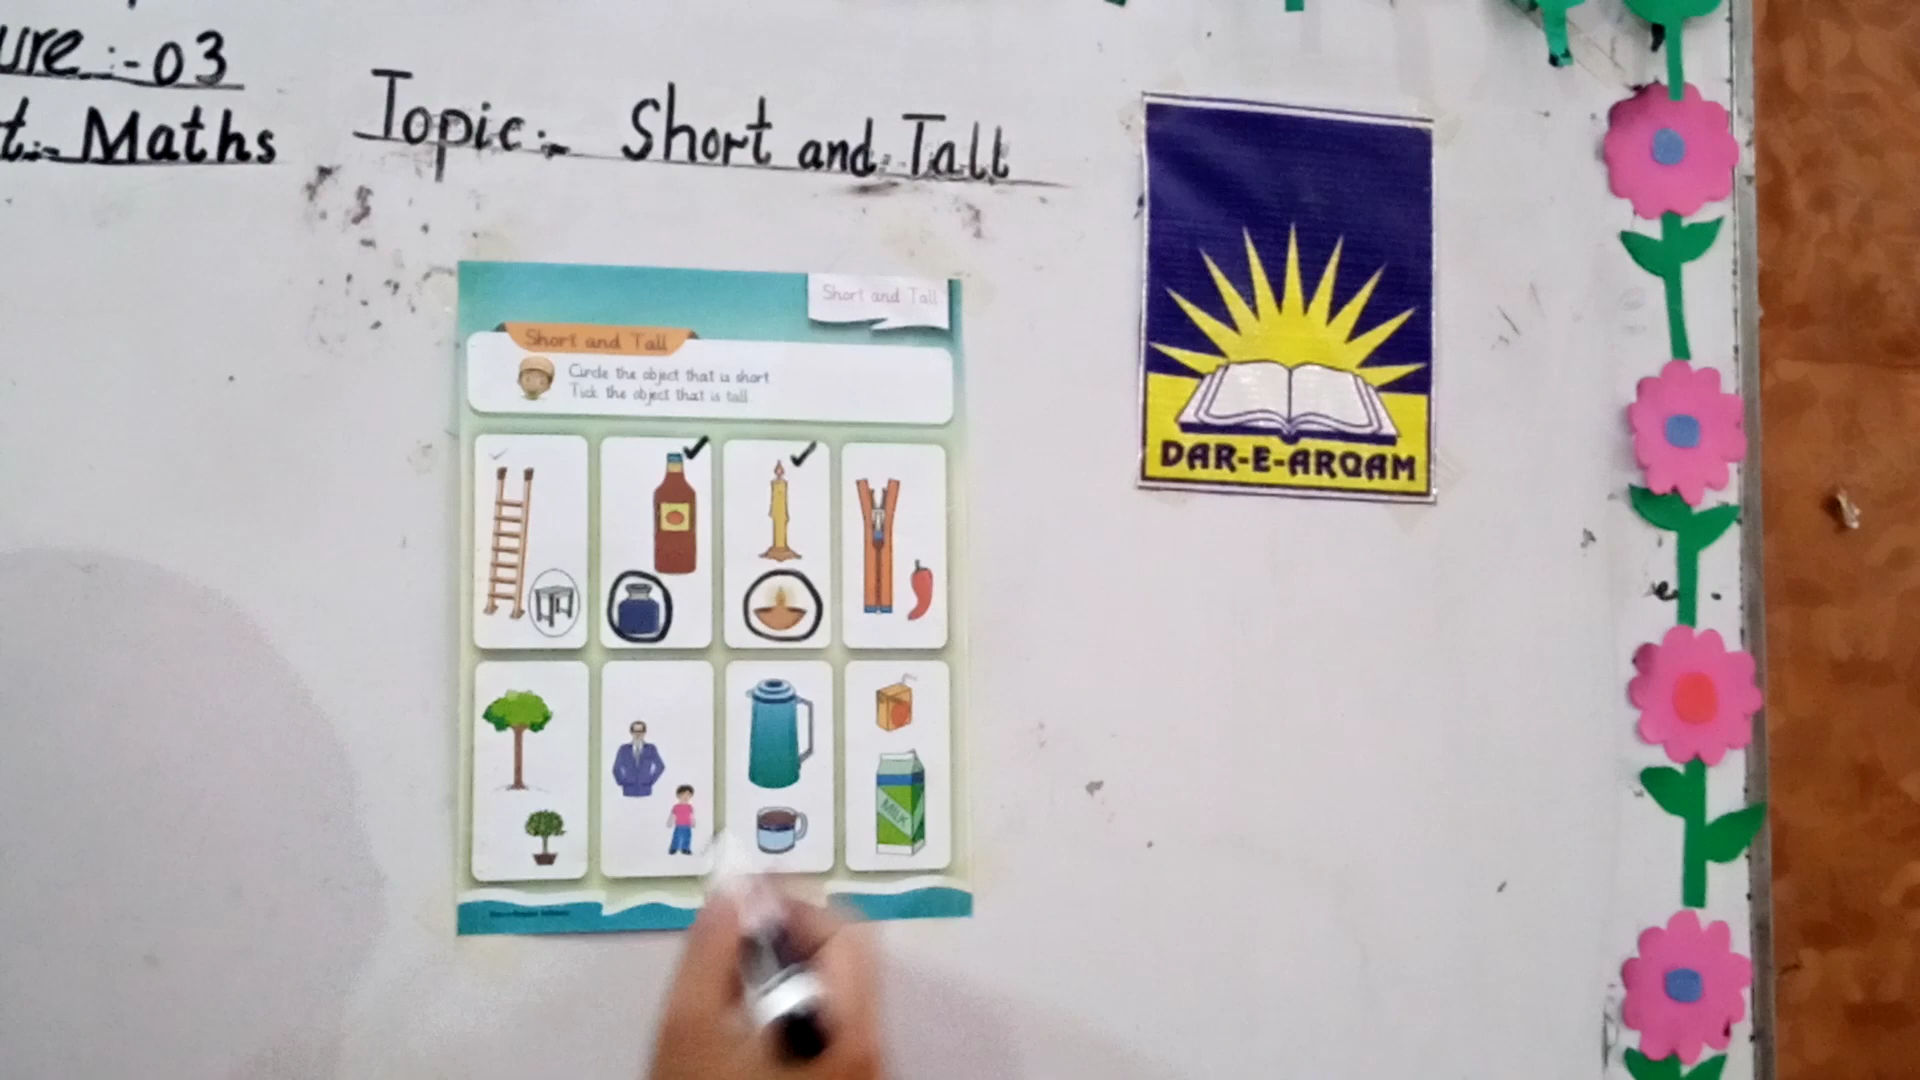 ure :- 03
t:- Maths
Topic:- Short and Tall
Short and Tall
Short and Tall
Circle the object that is short
Tick the object that is tall
MILK
DAR-E-ARQAM